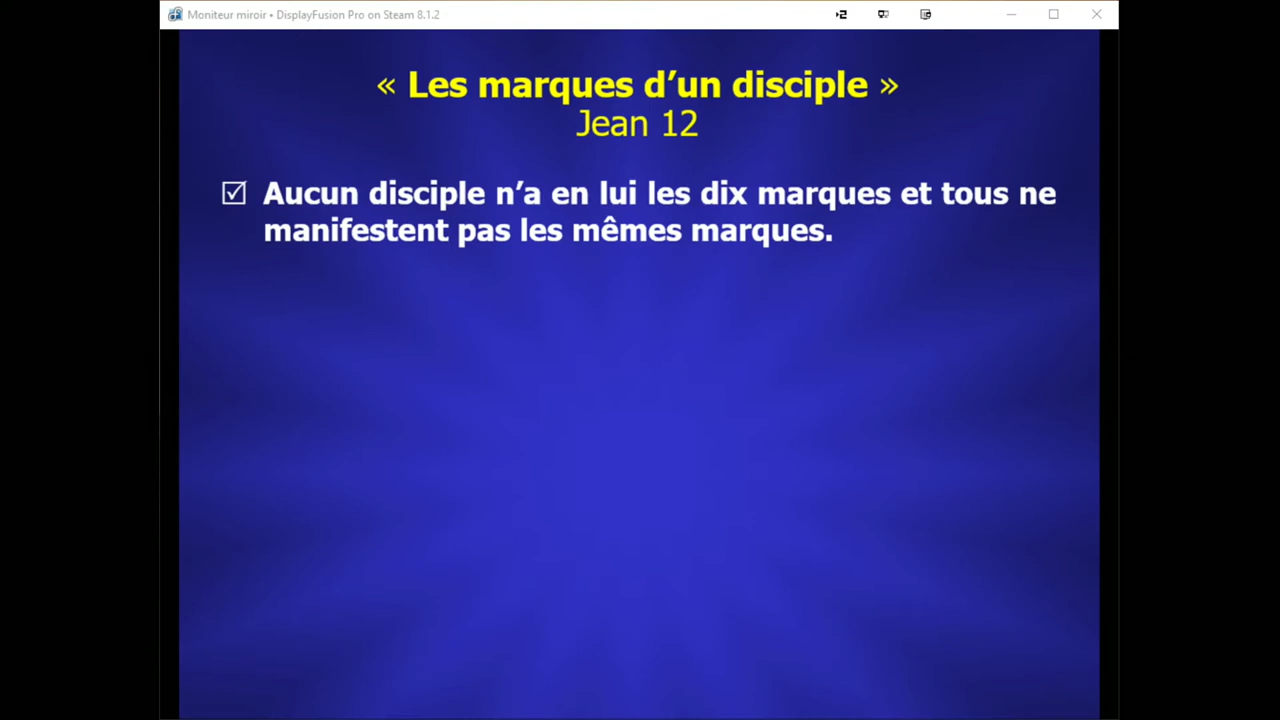 Moniteur miroir • DisplayFusion Pro on Steam 8.1.2
« Les marques d’un disciple »
Jean 12
☑ Aucun disciple n’a en lui les dix marques et tous ne
manifestent pas les mêmes marques.